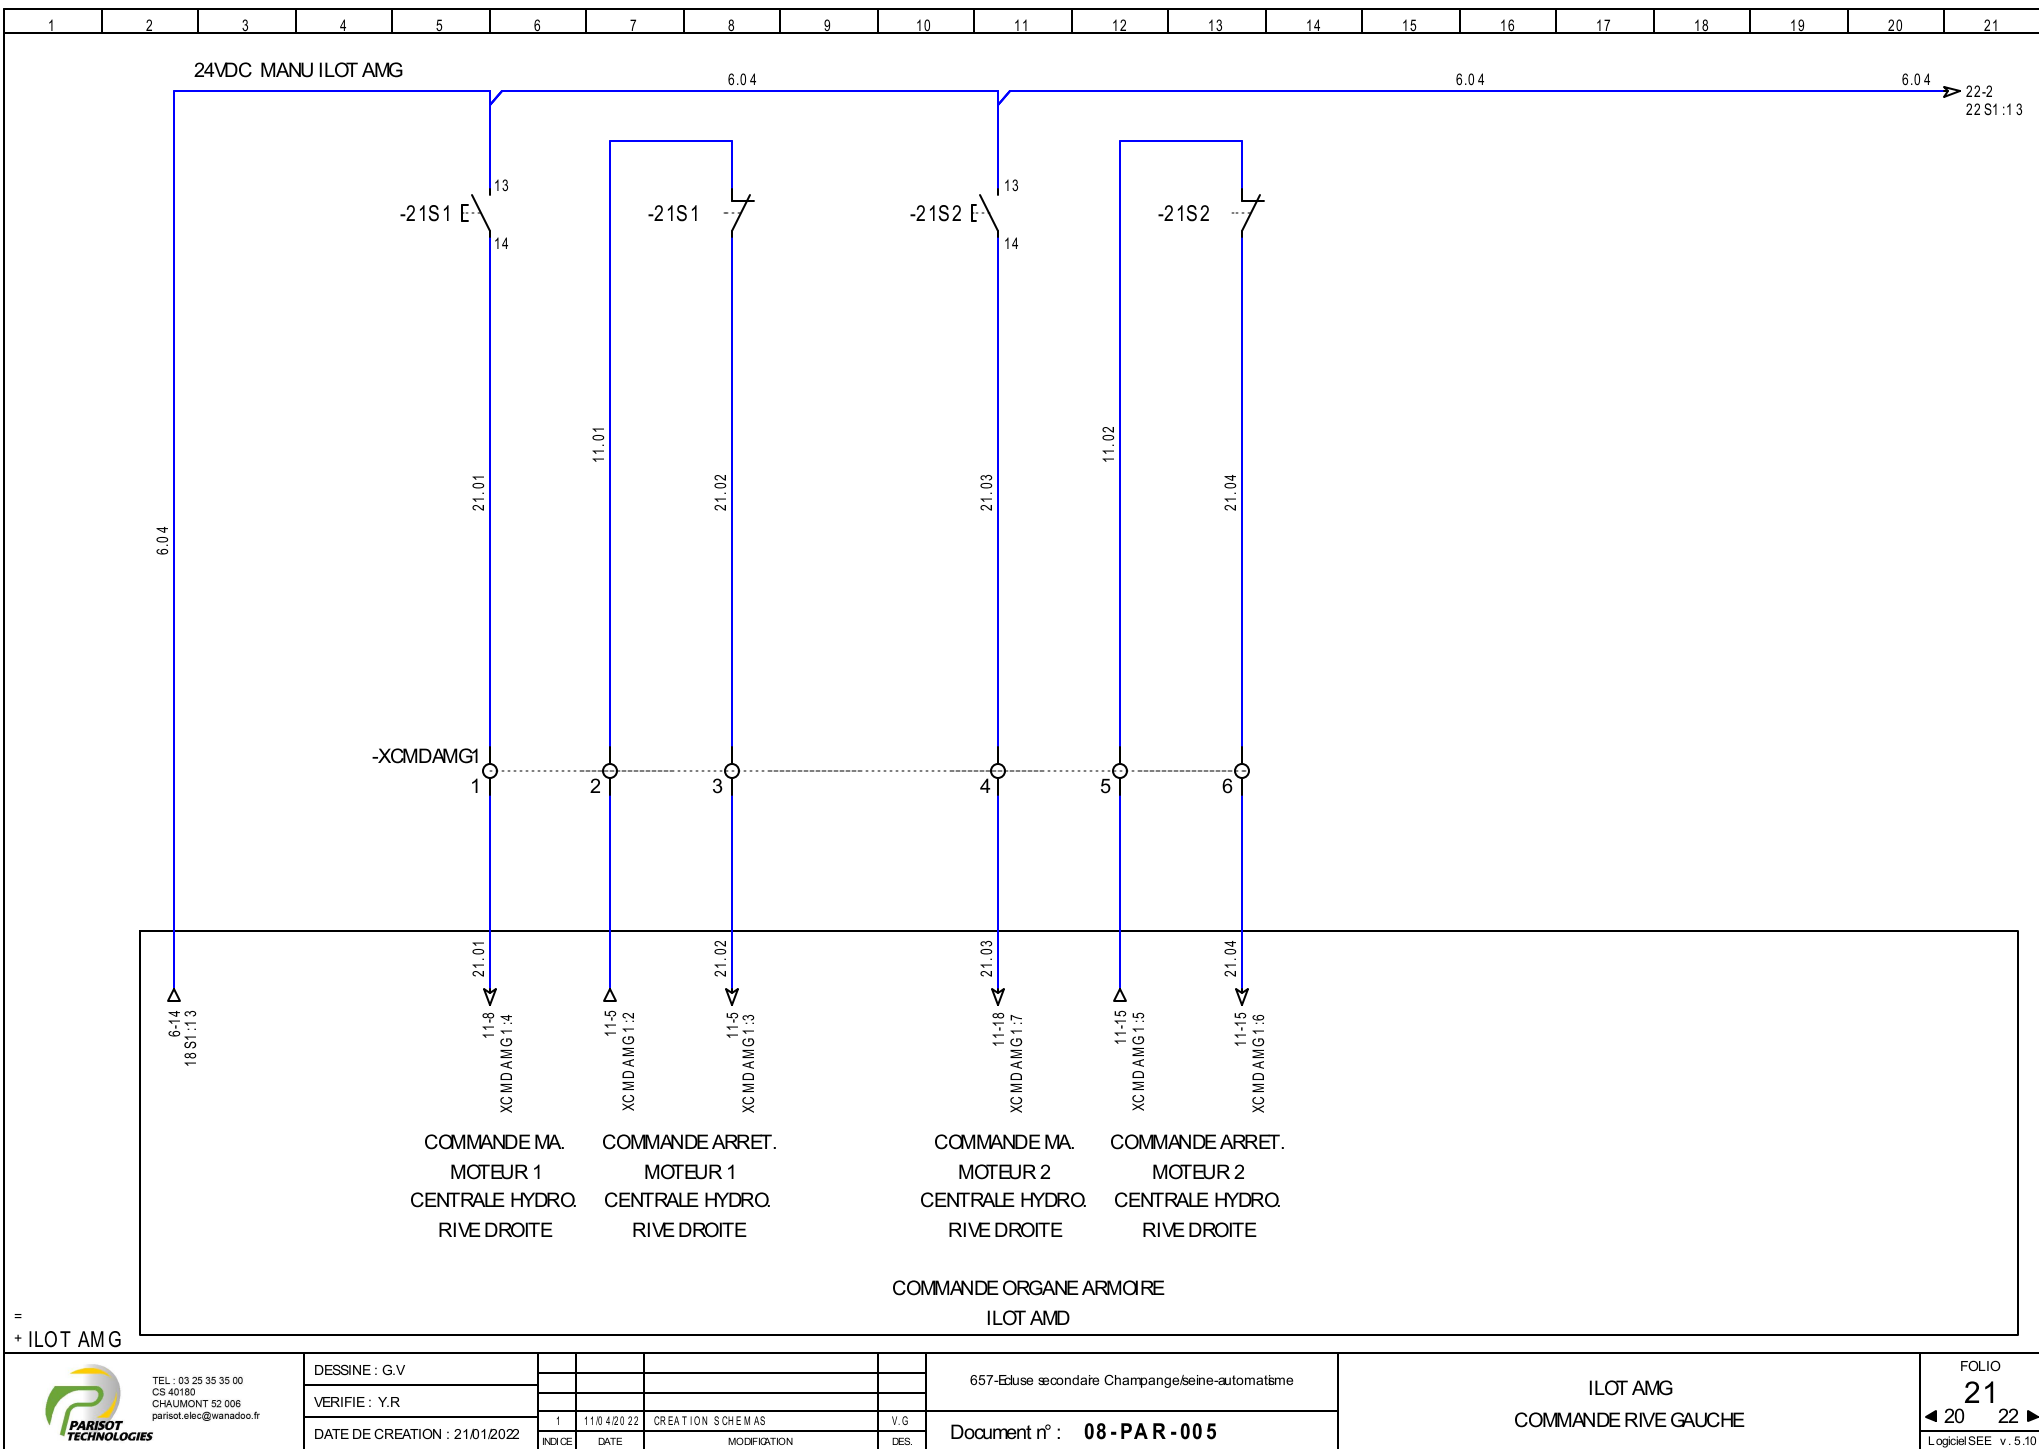 1 2 3 4 5 6 7 8 9 10 11 12 13 14 15 16 17 18 19 20 21
24VDC MANU ILOT AMG
6.04
6.04
6.04
22-2
22S1:13
13
-21S1
14
-21S1
13
-21S2
14
-21S2
6.04
21.01
11.01
21.02
21.03
11.02
21.04
-XCMDAMG1
1 2 3 4 5 6
21.01
21.02
21.03
21.04
6-14
18S1:13
11-8
XCMDAMG1:4
11-5
XCMDAMG1:2
11-5
XCMDAMG1:3
11-18
XCMDAMG1:7
11-15
XCMDAMG1:5
11-15
XCMDAMG1:6
COMMANDE MA.
MOTEUR 1
CENTRALE HYDRO.
RIVE DROITE
COMMANDE ARRET.
MOTEUR 1
CENTRALE HYDRO.
RIVE DROITE
COMMANDE MA.
MOTEUR 2
CENTRALE HYDRO.
RIVE DROITE
COMMANDE ARRET.
MOTEUR 2
CENTRALE HYDRO.
RIVE DROITE
COMMANDE ORGANE ARMOIRE
ILOT AMD
=
+ ILOT AMG
PARISOT
TECHNOLOGIES
TEL : 03 25 35 35 00
CS 40180
CHAUMONT 52 006
parisot.elec@wanadoo.fr
DESSINE : G.V
VERIFIE : Y.R
DATE DE CREATION : 21/01/2022
1 11/04/2022 CREATION SCHEMAS V.G
INDICE DATE MODIFICATION DES.
657-Ecluse secondaire Champange/seine-automatisme
Document n° : 08-PAR-005
ILOT AMG
COMMANDE RIVE GAUCHE
FOLIO
21
20 22
Logiciel SEE v. 5.10